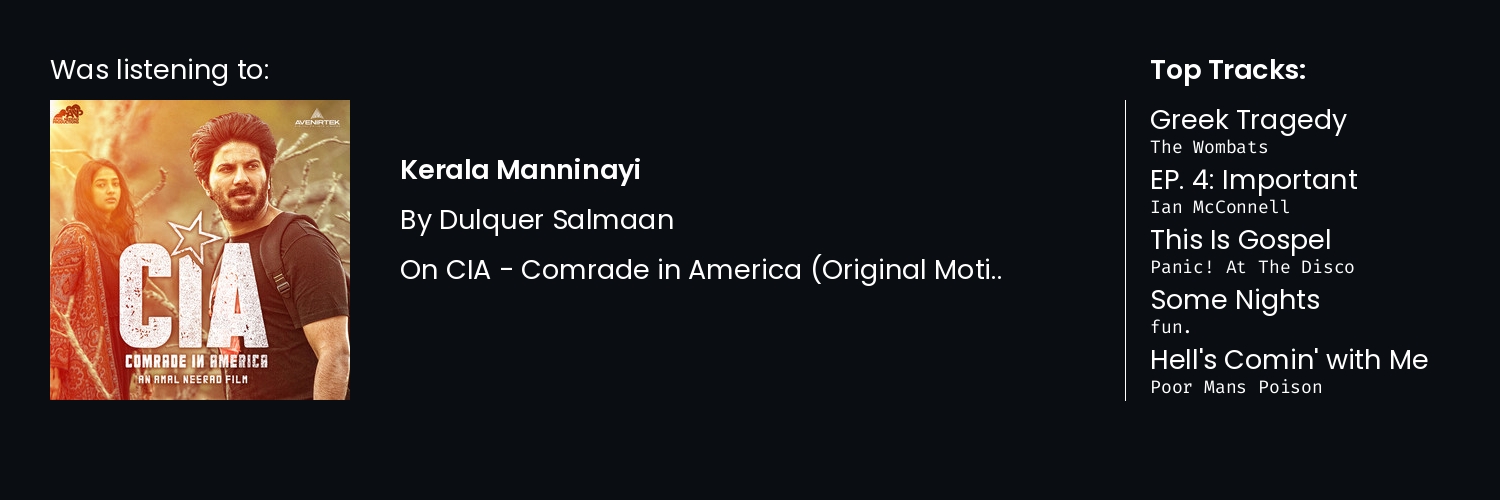 Was listening to:
AVENIRTEK
CIA
COMRADE IN AMERICA
AN AMAL NEERAD FILM
Kerala Manninayi
By Dulquer Salmaan
On CIA - Comrade in America (Original Moti..
Top Tracks:
Greek Tragedy
The Wombats
EP. 4: Important
Ian McConnell
This Is Gospel
Panic! At The Disco
Some Nights
fun.
Hell's Comin' with Me
Poor Mans Poison